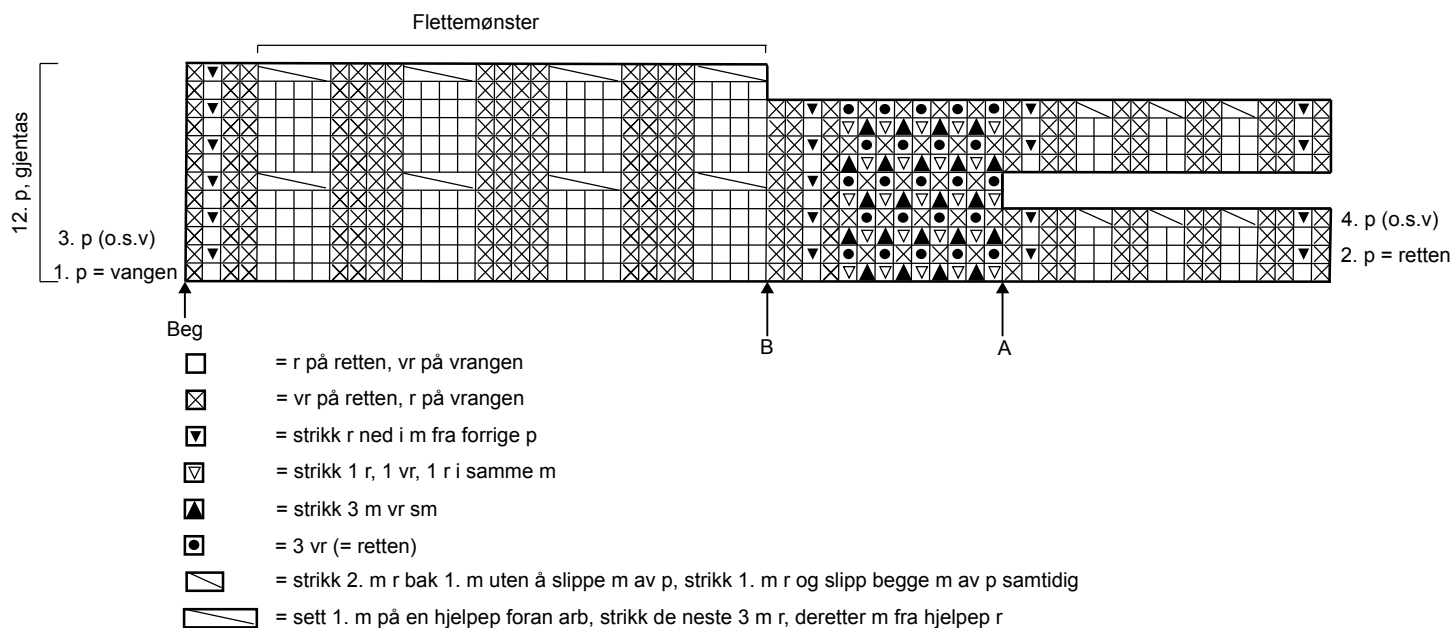 Flettemønster
12. p, gjentas
3. p (o.s.v)
1. p = vangen
4. p (o.s.v)
2. p = retten
Beg
B
A
= r på retten, vr på vrangen
= vr på retten, r på vrangen
= strikk r ned i m fra forrige p
= strikk 1 r, 1 vr, 1 r i samme m
= strikk 3 m vr sm
= 3 vr (= retten)
= strikk 2. m r bak 1. m uten å slippe m av p, strikk 1. m r og slipp begge m av p samtidig
= sett 1. m på en hjelpep foran arb, strikk de neste 3 m r, deretter m fra hjelpep r